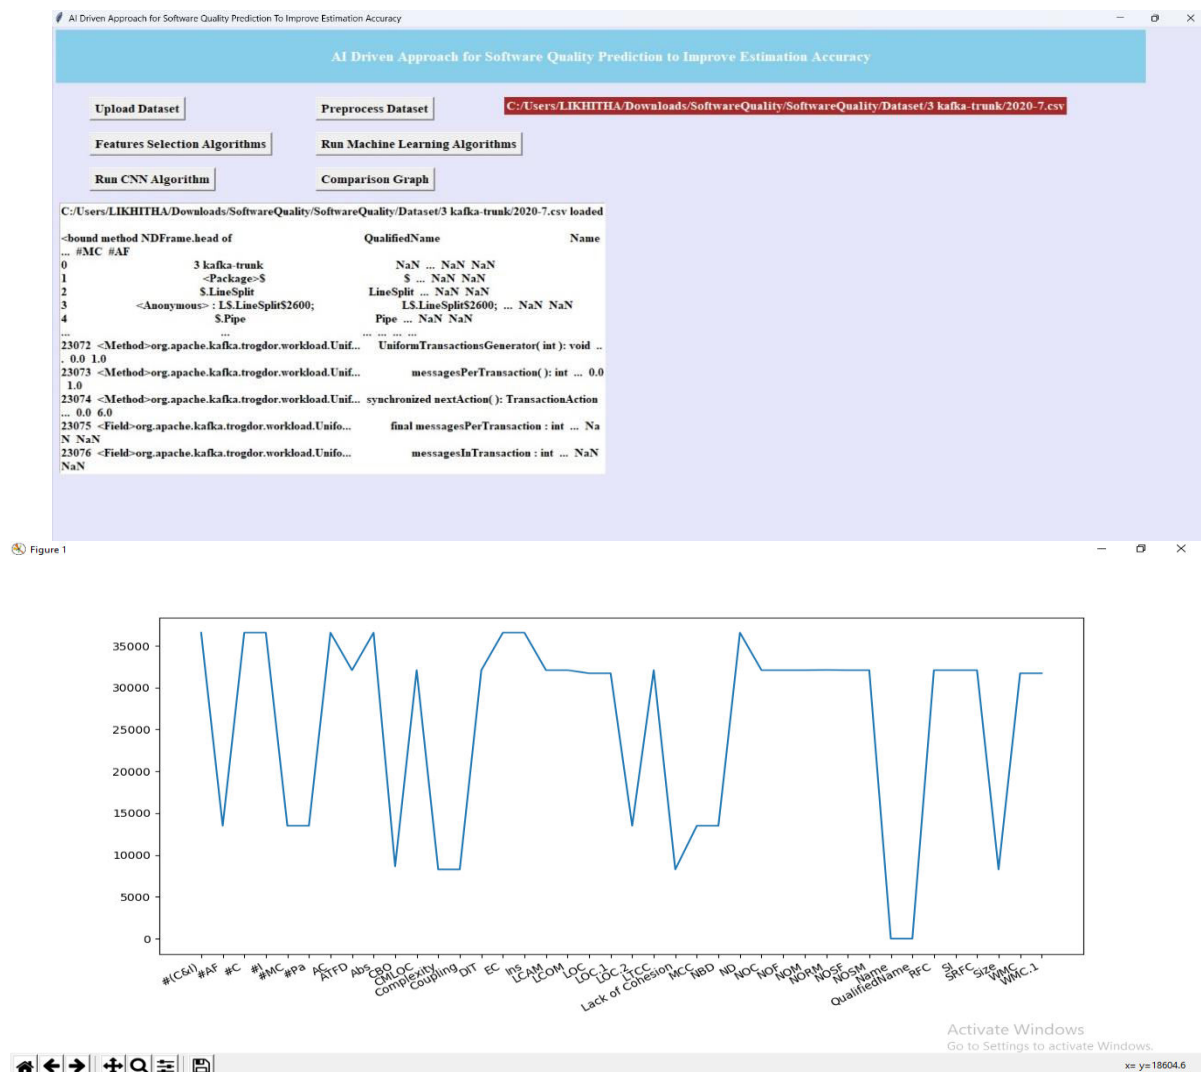 AI Driven Approach for Software Quality Prediction To Improve Estimation Accuracy
AI Driven Approach for Software Quality Prediction to Improve Estimation Accuracy
Upload Dataset
Preprocess Dataset
C:/Users/LIKHITHA/Downloads/SoftwareQuality/SoftwareQuality/Dataset/3 kafka-trunk/2020-7.csv
Features Selection Algorithms
Run Machine Learning Algorithms
Run CNN Algorithm
Comparison Graph
C:/Users/LIKHITHA/Downloads/SoftwareQuality/SoftwareQuality/Dataset/3 kafka-trunk/2020-7.csv loaded
<bound method NDFrame.head of QualifiedName Name
... #MC #AF
0 3 kafka-trunk NaN ... NaN NaN
1 <Package>$ $ ... NaN NaN
2 $.LineSplit LineSplit ... NaN NaN
3 <Anonymous> : L$.LineSplit$2600; L$.LineSplit$2600; ... NaN NaN
4 $.Pipe Pipe ... NaN NaN
... ... ... ... ... ...
23072 <Method>org.apache.kafka.trogdor.workload.Unif... UniformTransactionsGenerator( int ): void ..
. 0.0 1.0
23073 <Method>org.apache.kafka.trogdor.workload.Unif... messagesPerTransaction( ): int ... 0.0
1.0
23074 <Method>org.apache.kafka.trogdor.workload.Unif... synchronized nextAction( ): TransactionAction
... 0.0 6.0
23075 <Field>org.apache.kafka.trogdor.workload.Unifo... final messagesPerTransaction : int ... Na
N NaN
23076 <Field>org.apache.kafka.trogdor.workload.Unifo... messagesInTransaction : int ... NaN
NaN
Figure 1
35000
30000
25000
20000
15000
10000
5000
0
#(C&I) #AF #C #I #MC #Pa AC ATFD Abs CBO CMLOC Complexity Coupling DIT EC Ins LCAM LCOM LOC LOC.1 LOC.2 LTCC Lack of Cohesion MCC NBD ND NOC NOF NOM NORM NOSF NOSM Name QualifiedName RFC SI SRFC Size WMC WMC.1
Activate Windows
Go to Settings to activate Windows.
x= y=18604.6